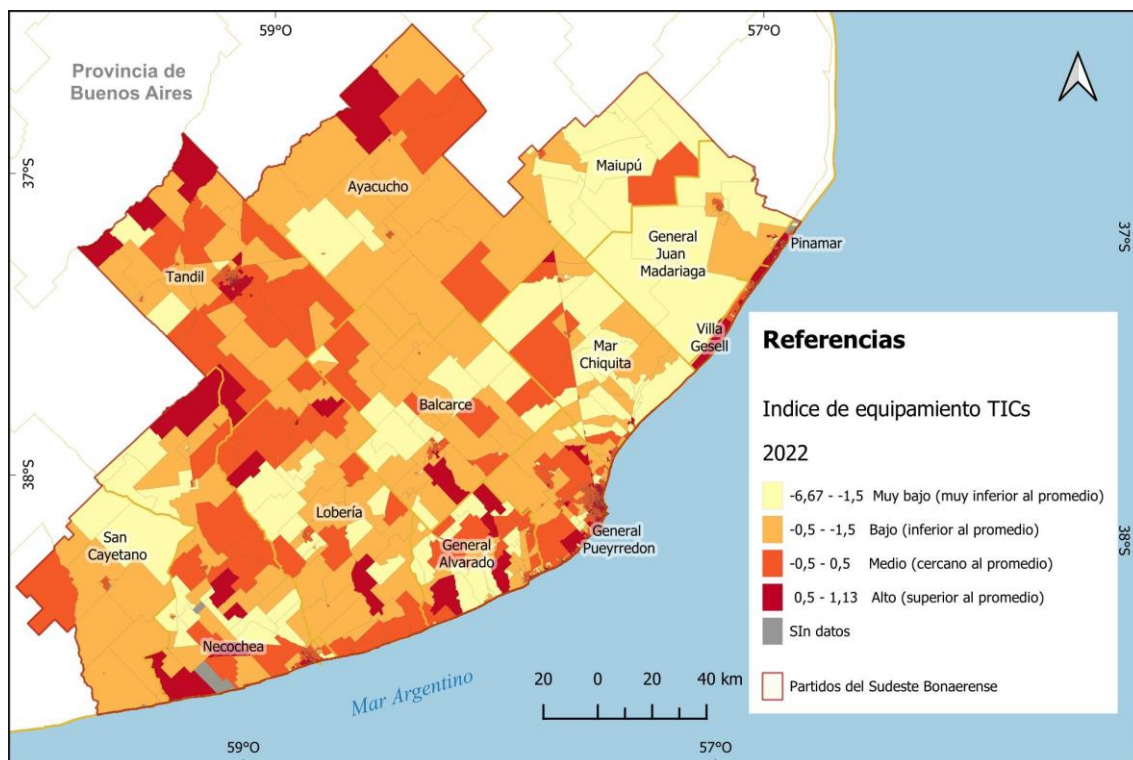 59°O
57°O
Provincia de
Buenos Aires
37°S
Maiupú
Ayacucho
General
Juan
Madariaga
37°S
Pinamar
Tandil
Villa
Gesell
Mar
Chiquita
Balcarce
38°S
Lobería
San
Cayetano
General
Alvarado
General
Pueyrredon
38°S
Necochea
Mar Argentino
20 0 20 40 km
59°O
57°O
Referencias
Indice de equipamiento TICs
2022
-6,67 - -1,5 Muy bajo (muy inferior al promedio)
-0,5 - -1,5 Bajo (inferior al promedio)
-0,5 - 0,5 Medio (cercano al promedio)
0,5 - 1,13 Alto (superior al promedio)
SIn datos
Partidos del Sudeste Bonaerense